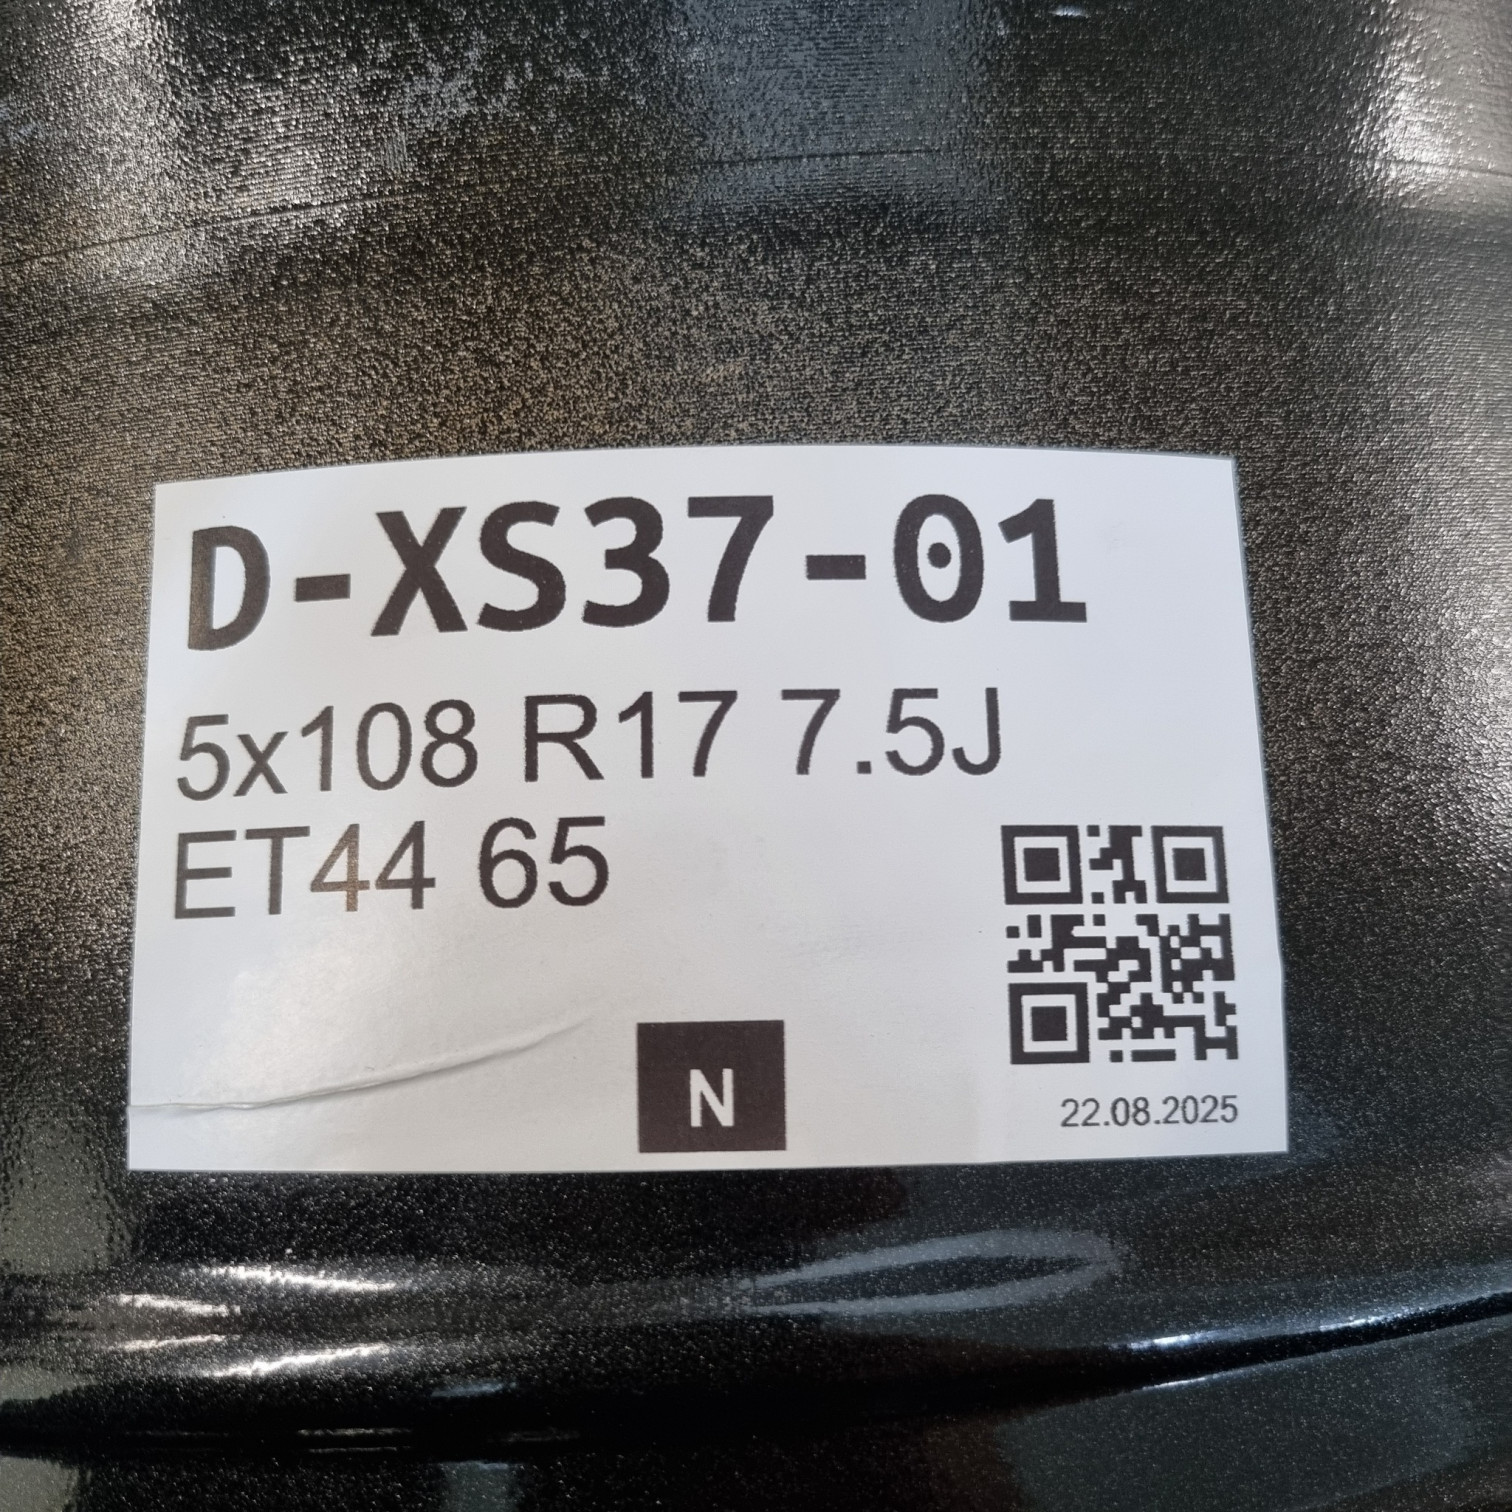 D-XS37-01
5x108 R17 7.5J
ET44 65
N
22.08.2025